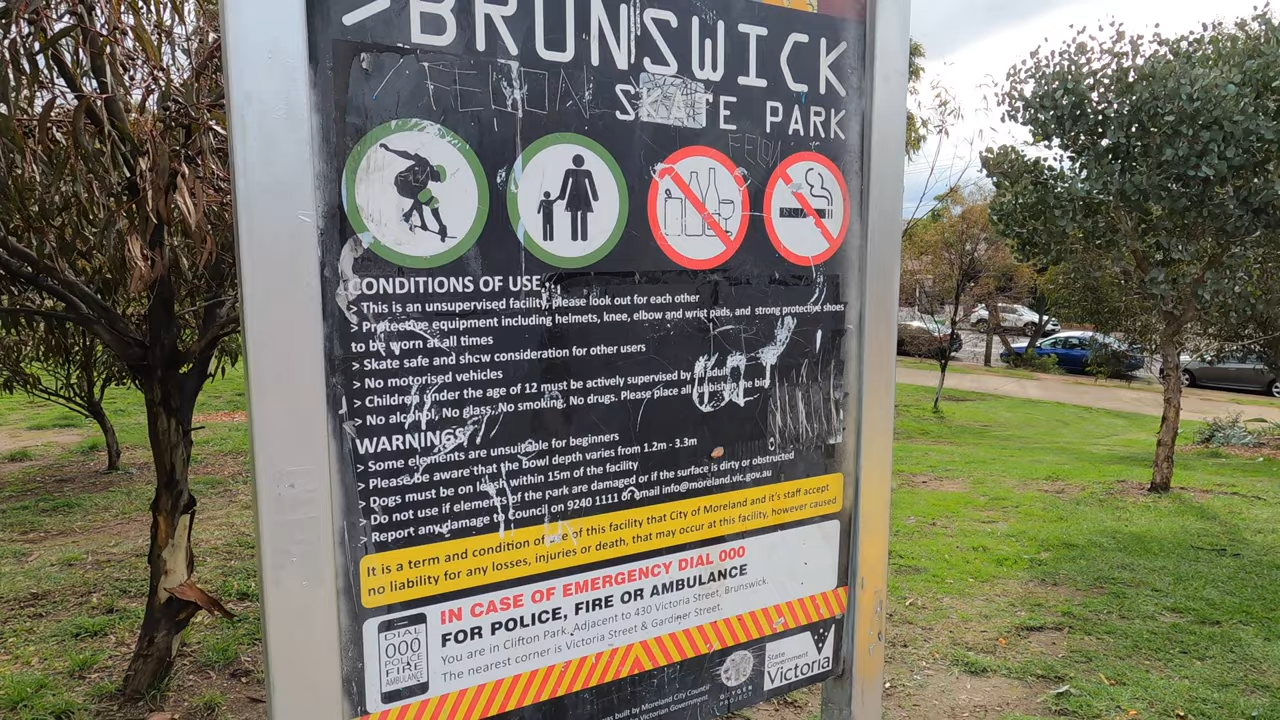 >BRUNSWICK
FELON
SKATE PARK
FELON
CONDITIONS OF USE
> This is an unsupervised facility, please look out for each other
> Protective equipment including helmets, knee, elbow and wrist pads, and strong protective shoes
to be worn at all times
> Skate safe and show consideration for other users
> No motorised vehicles
> Children under the age of 12 must be actively supervised by an adult
> No alcohol, No glass, No smoking, No drugs. Please place all rubbish in the bin
WARNINGS
> Some elements are unsuitable for beginners
> Please be aware that the bowl depth varies from 1.2m - 3.3m
> Dogs must be on leash within 15m of the facility
> Do not use if elements of the park are damaged or if the surface is dirty or obstructed
> Report any damage to Council on 9240 1111 or email info@moreland.vic.gov.au
It is a term and condition of use of this facility that City of Moreland and it's staff accept
no liability for any losses, injuries or death, that may occur at this facility, however caused
IN CASE OF EMERGENCY DIAL 000
FOR POLICE, FIRE OR AMBULANCE
You are in Clifton Park. Adjacent to 430 Victoria Street, Brunswick.
The nearest corner is Victoria Street & Gardiner Street.
DIAL
000
POLICE
FIRE
AMBULANCE
was built by Moreland City Council
Victorian Government
OXYGEN
PROJECT
State
Government
Victoria